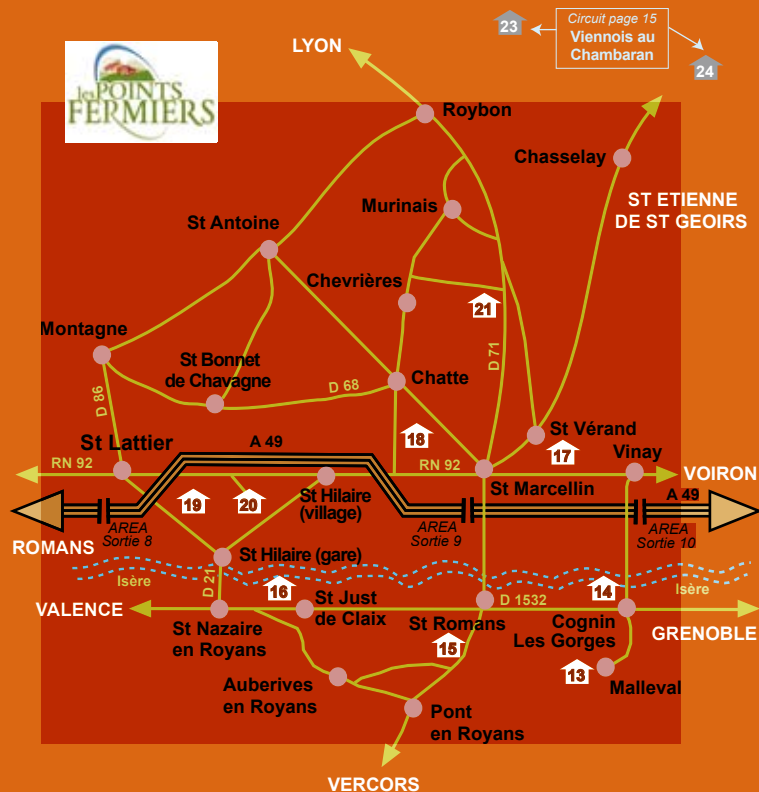 les POINTS
FERMIERS
LYON
23
Circuit page 15
Viennois au
Chambaran
24
Roybon
Chasselay
Murinais
ST ETIENNE
DE ST GEOIRS
St Antoine
Chevrières
21
Montagne
St Bonnet
de Chavagne
D 71
D 86
D 68
Chatte
St Vérand
18
17
St Lattier
A 49
Vinay
RN 92
RN 92
VOIRON
St Marcellin
19
20
St Hilaire
(village)
A 49
AREA
Sortie 8
AREA
Sortie 9
AREA
Sortie 10
ROMANS
St Hilaire (gare)
Isère
D 21
16
14
Isère
VALENCE
St Just
de Claix
D 1532
St Nazaire
en Royans
St Romans
Cognin
Les Gorges
GRENOBLE
15
13
Malleval
Auberives
en Royans
Pont
en Royans
VERCORS